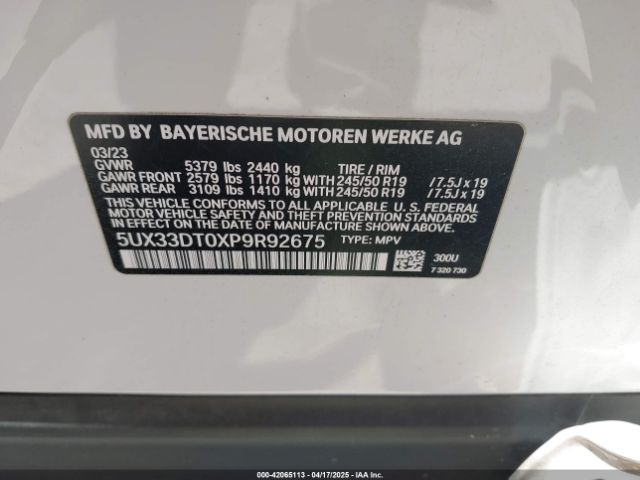 MFD BY BAYERISCHE MOTOREN WERKE AG
03/23
GVWR 5379 lbs 2440 kg TIRE / RIM
GAWR FRONT 2579 lbs 1170 kg WITH 245/50 R19 / 7.5J x 19
GAWR REAR 3109 lbs 1410 kg WITH 245/50 R19 / 7.5J x 19
THIS VEHICLE CONFORMS TO ALL APPLICABLE U. S. FEDERAL
MOTOR VEHICLE SAFETY AND THEFT PREVENTION STANDARDS
IN EFFECT ON THE DATE OF MANUFACTURE SHOWN ABOVE.
5UX33DT0XP9R92675 TYPE: MPV
300U
7 320 730
000-42065113 - 04/17/2025 - IAAI.COM